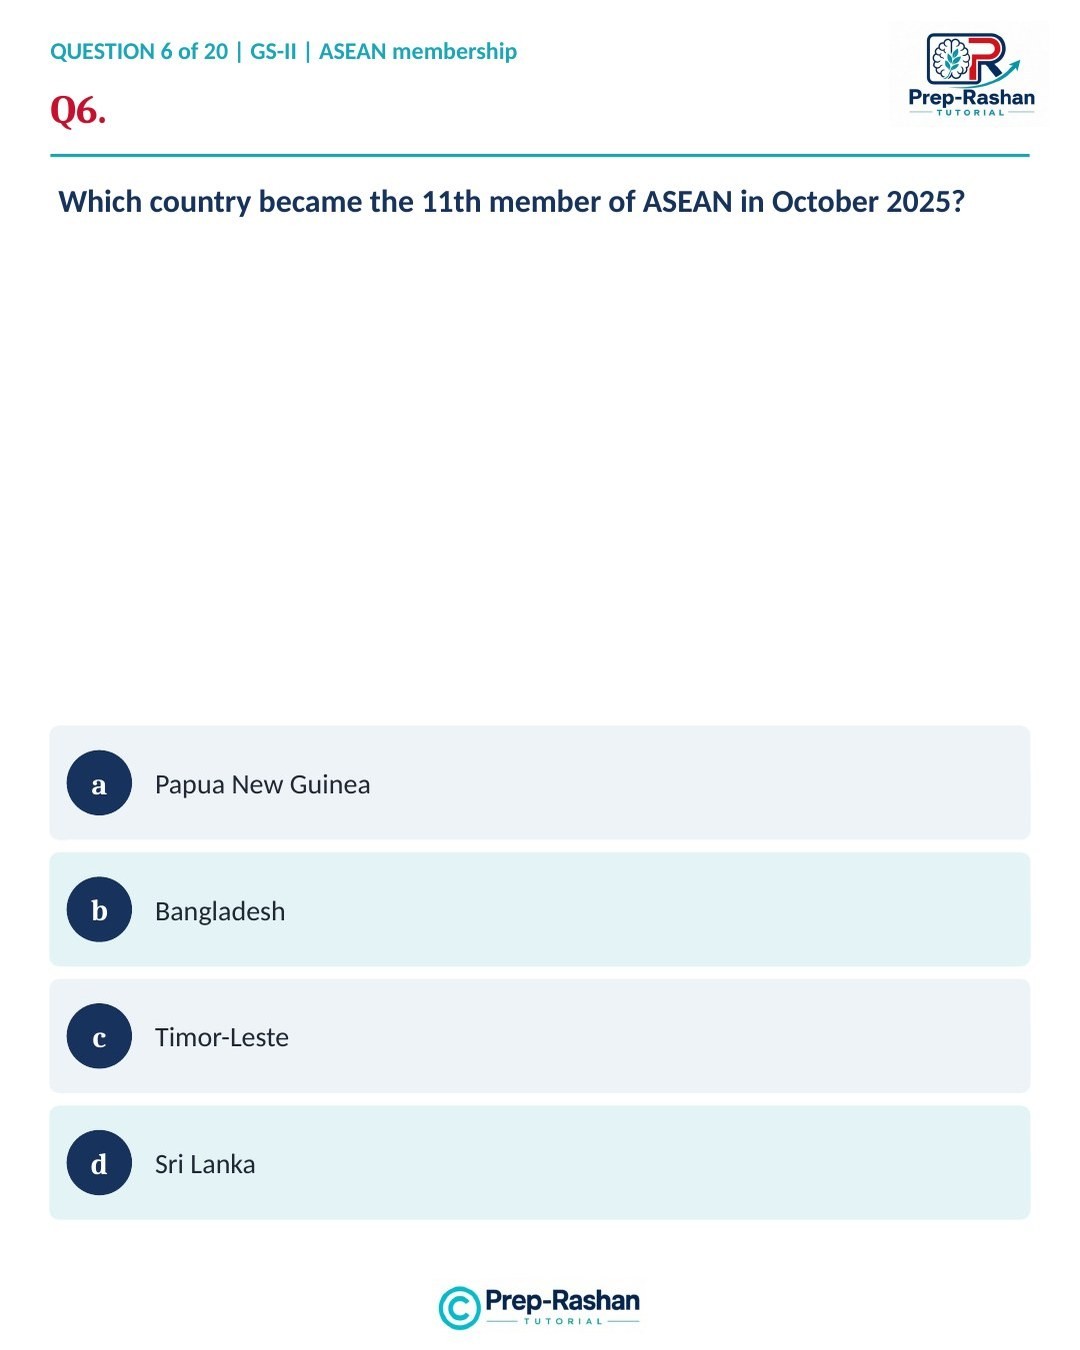 QUESTION 6 of 20 | GS-II | ASEAN membership
Q6.
R
Prep-Rashan
TUTORIAL
Which country became the 11th member of ASEAN in October 2025?
a Papua New Guinea
b Bangladesh
c Timor-Leste
d Sri Lanka
© Prep-Rashan
TUTORIAL